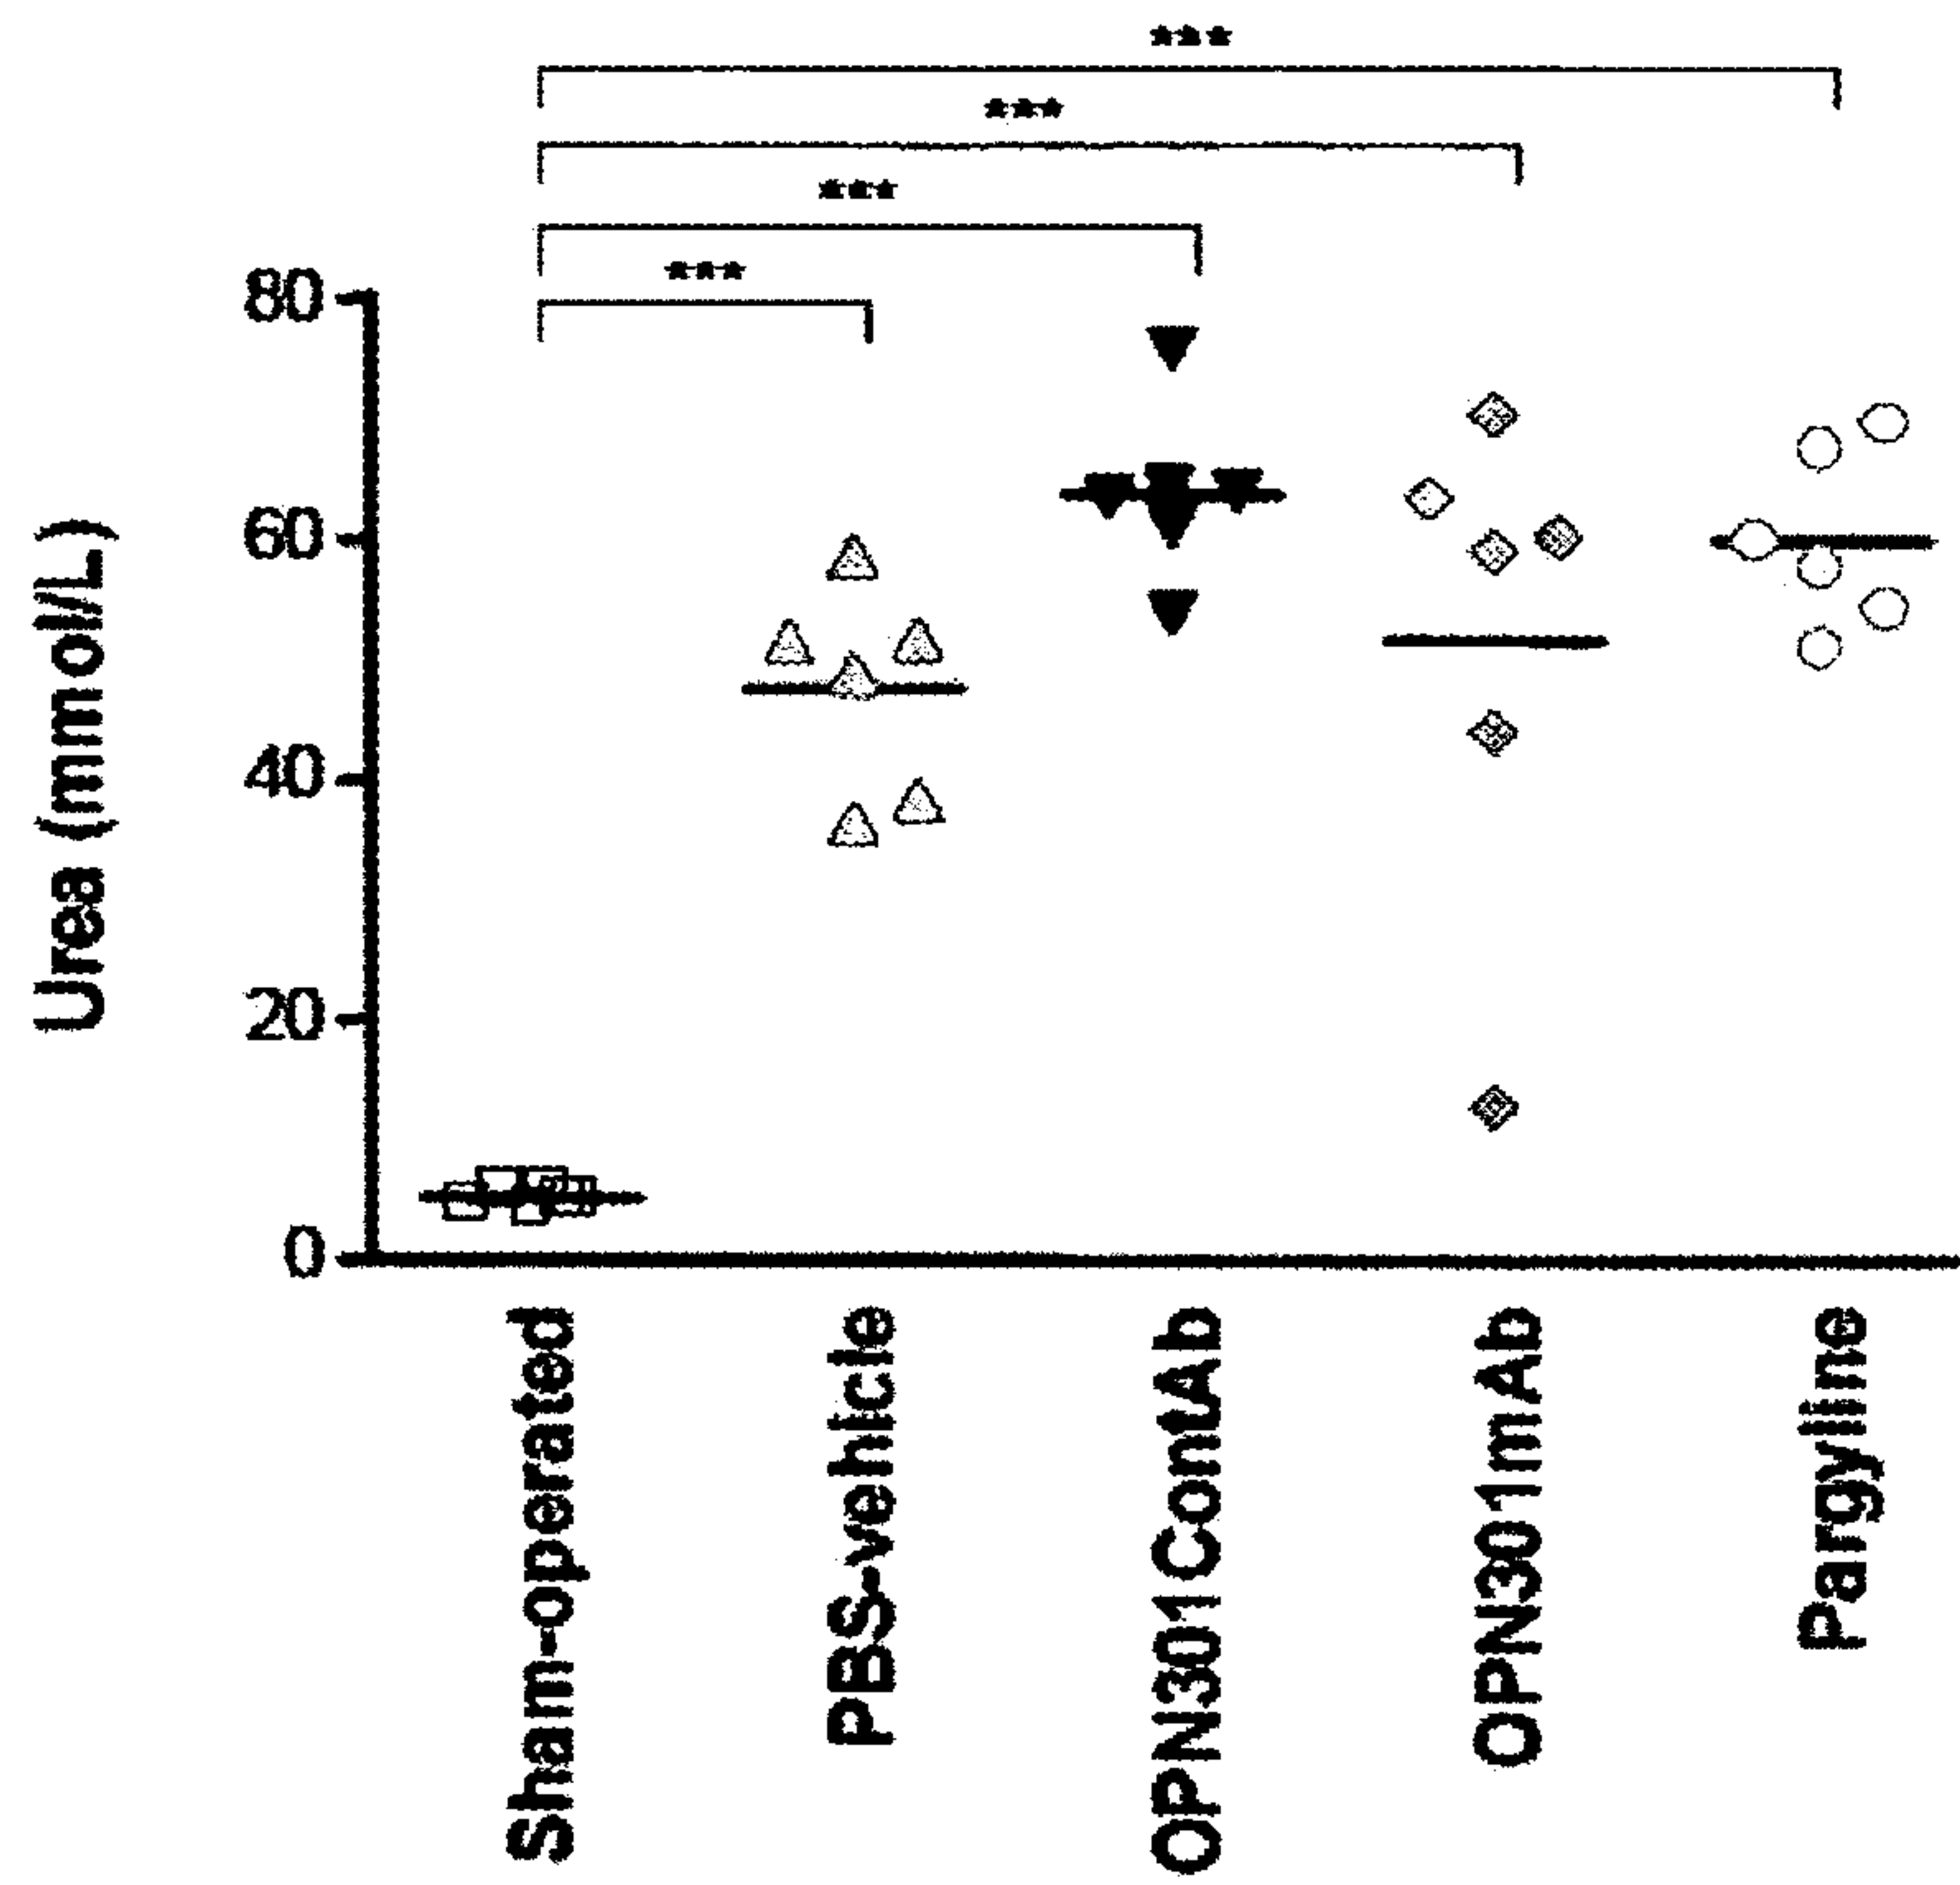 ***
***
***
***
80
60
40
20
0
Urea (mmol/L)
Sham-operated
PBS-vehicle
OPN301ContAb
OPN301mAb
Pargyline